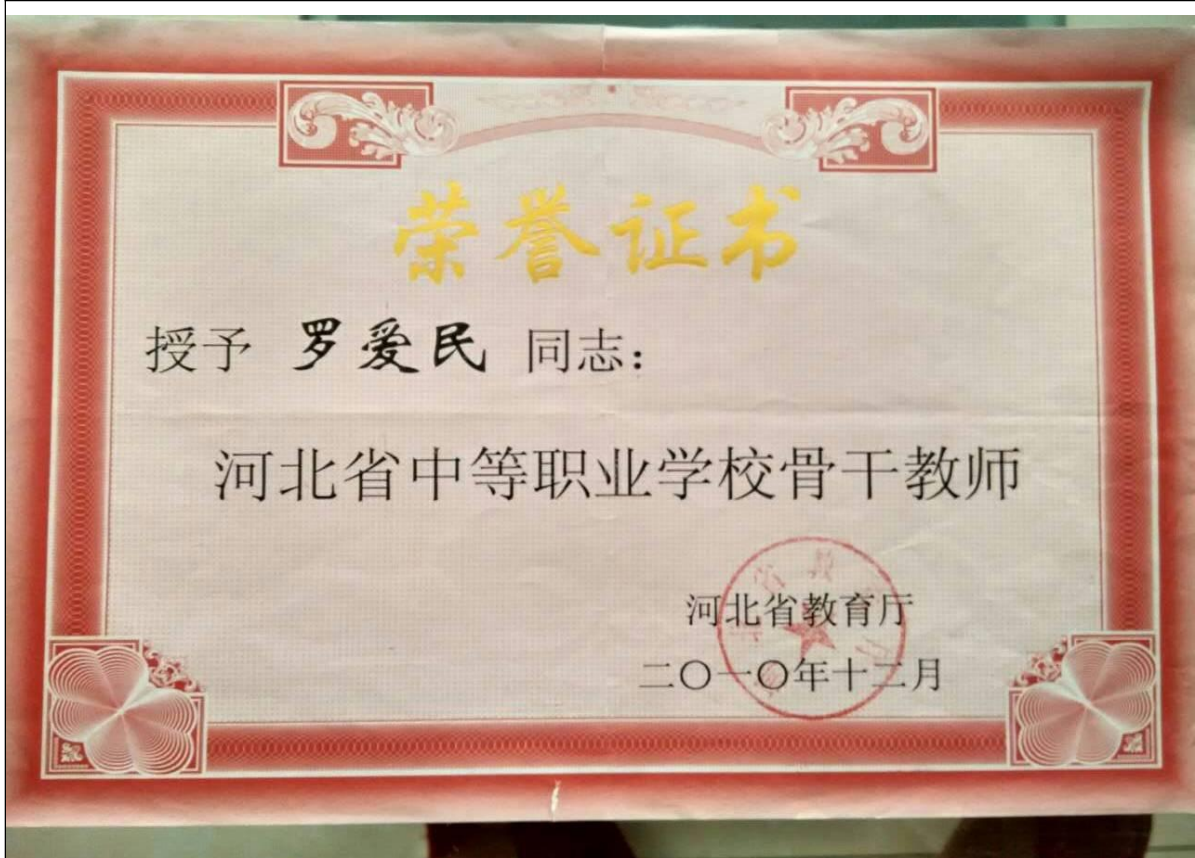 荣誉证书
授予 罗爱民 同志：
河北省中等职业学校骨干教师
河北省教育厅
二〇一〇年十二月